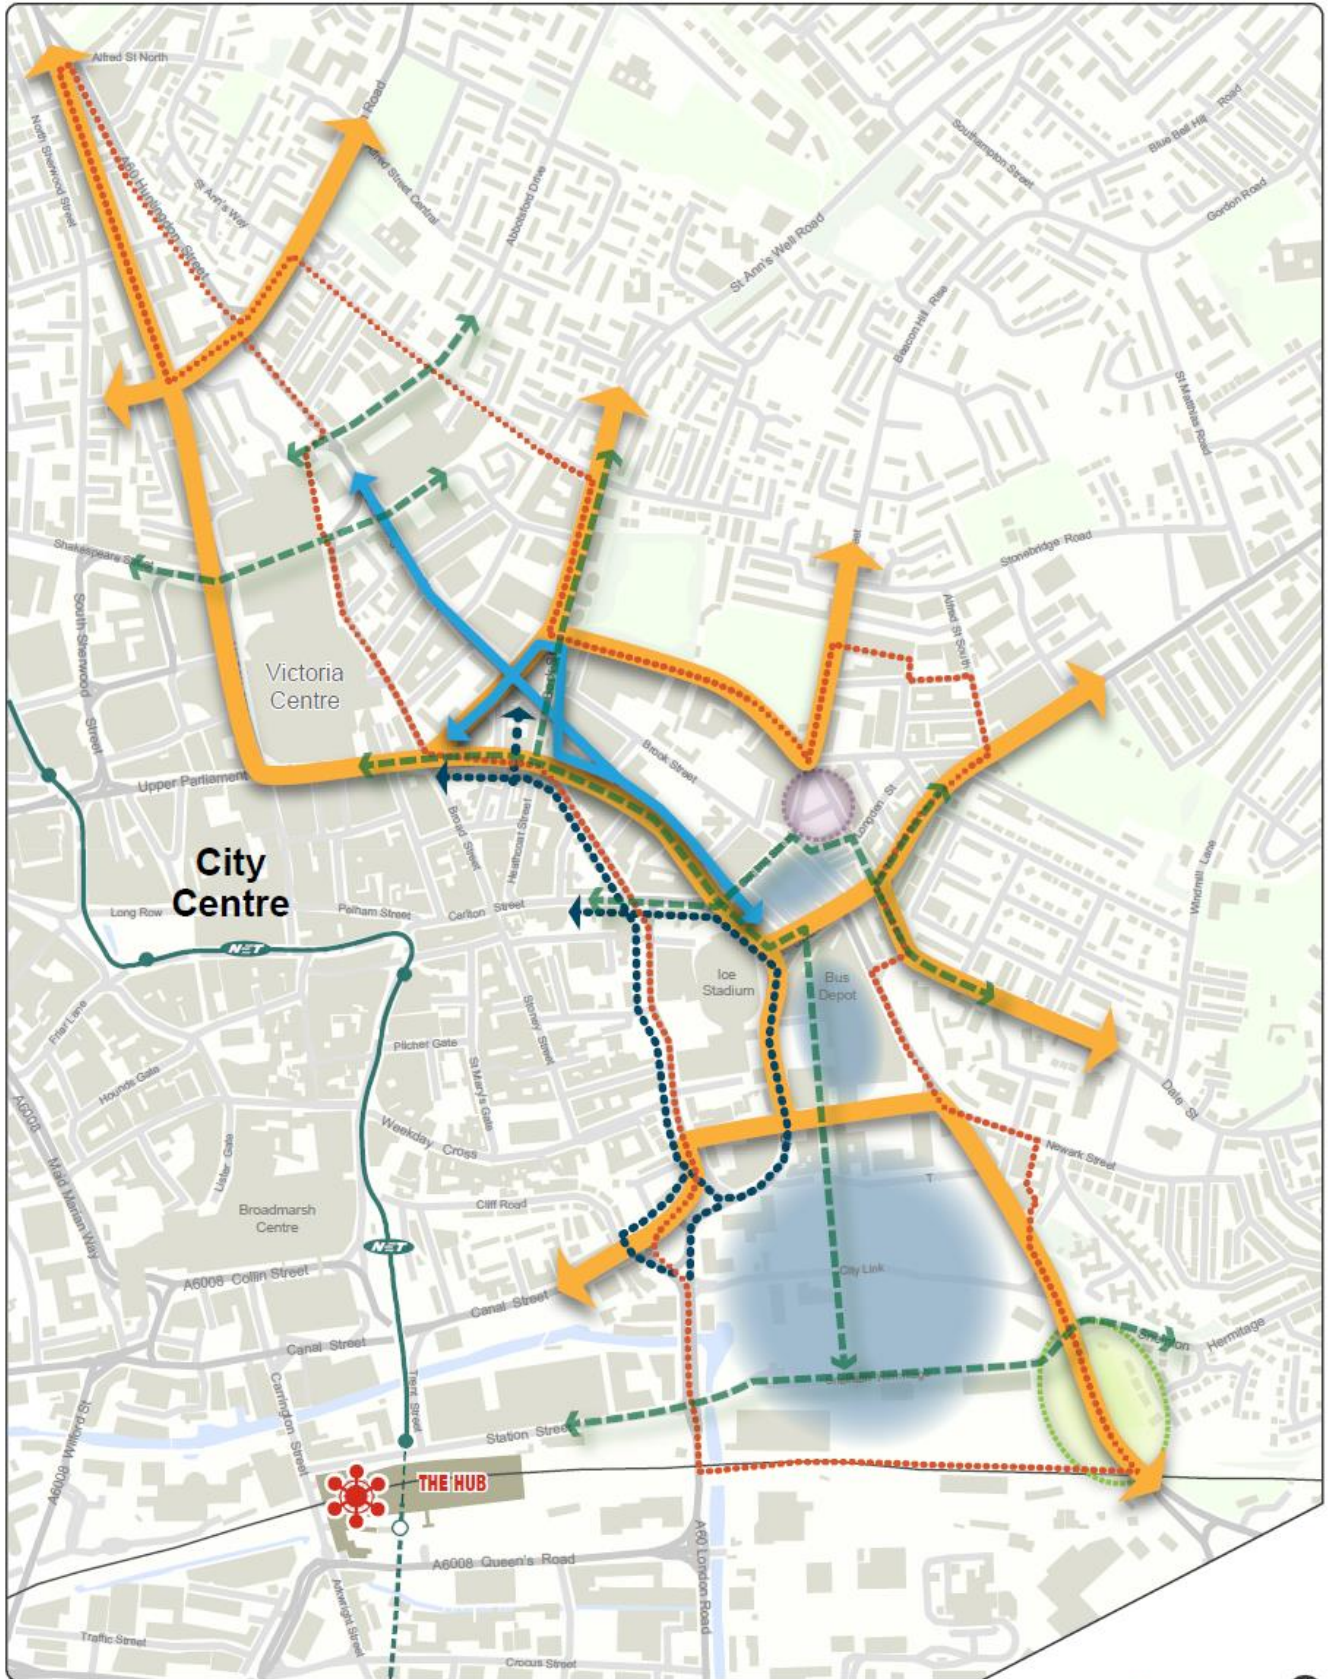 Alfred St North
Road
North Sherwood Street
A60 Huntingdon Street
St Ann's Way
Alfred Street Central
Abbotsford Drive
St Ann's Well Road
Southampton Street
Blue Bell Hill Road
Gordon Road
Beacon Hill Rise
St Matthias Road
Shakespeare Street
South Sherwood Street
Stonebridge Road
Alfred St South
Victoria
Centre
Brook Street
Upper Parliament
Broad Street
Heathcoat Street
Longden St
Windmill Lane
City
Centre
Long Row
Pelham Street
Carlton Street
NET
Ice
Stadium
Bus
Depot
Friar Lane
Stoney Street
Pilcher Gate
Hounds Gate
St Mary's Gate
A6008
Maid Marian Way
Lister Gate
Weekday Cross
Dale St
Newark Street
Cliff Road
Broadmarsh
Centre
NET
A6008 Collin Street
Canal Street
City Link
Canal Street
Hermitage
Carrington Street
Trent Street
Station Street
A6008 Wilford St
THE HUB
A60 London Road
A6008 Queen's Road
Arkwright Street
Traffic Street
Crocus Street